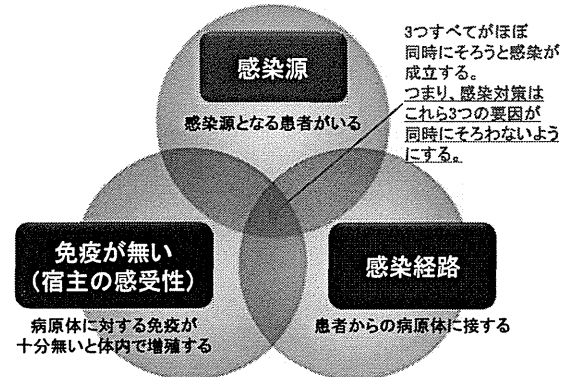 感染源
感染源となる患者がいる
3つすべてがほぼ
同時にそろうと感染が
成立する。
つまり、感染対策は
これら3つの要因が
同時にそろわないよう
にする。
免疫が無い
(宿主の感受性)
病原体に対する免疫が
十分無いと体内で増殖する
感染経路
患者からの病原体に接する